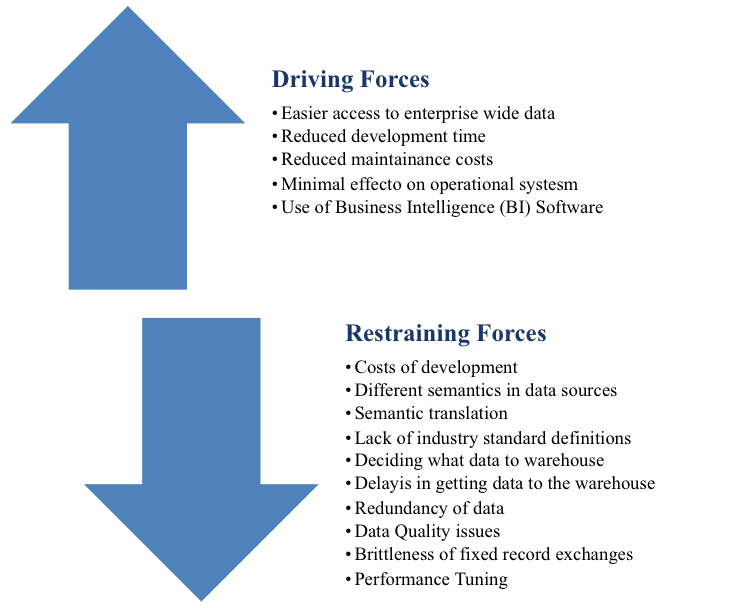 Driving Forces
• Easier access to enterprise wide data
• Reduced development time
• Reduced maintainance costs
• Minimal effecto on operational systesm
• Use of Business Intelligence (BI) Software
Restraining Forces
• Costs of development
• Different semantics in data sources
• Semantic translation
• Lack of industry standard definitions
• Deciding what data to warehouse
• Delayis in getting data to the warehouse
• Redundancy of data
• Data Quality issues
• Brittleness of fixed record exchanges
• Performance Tuning